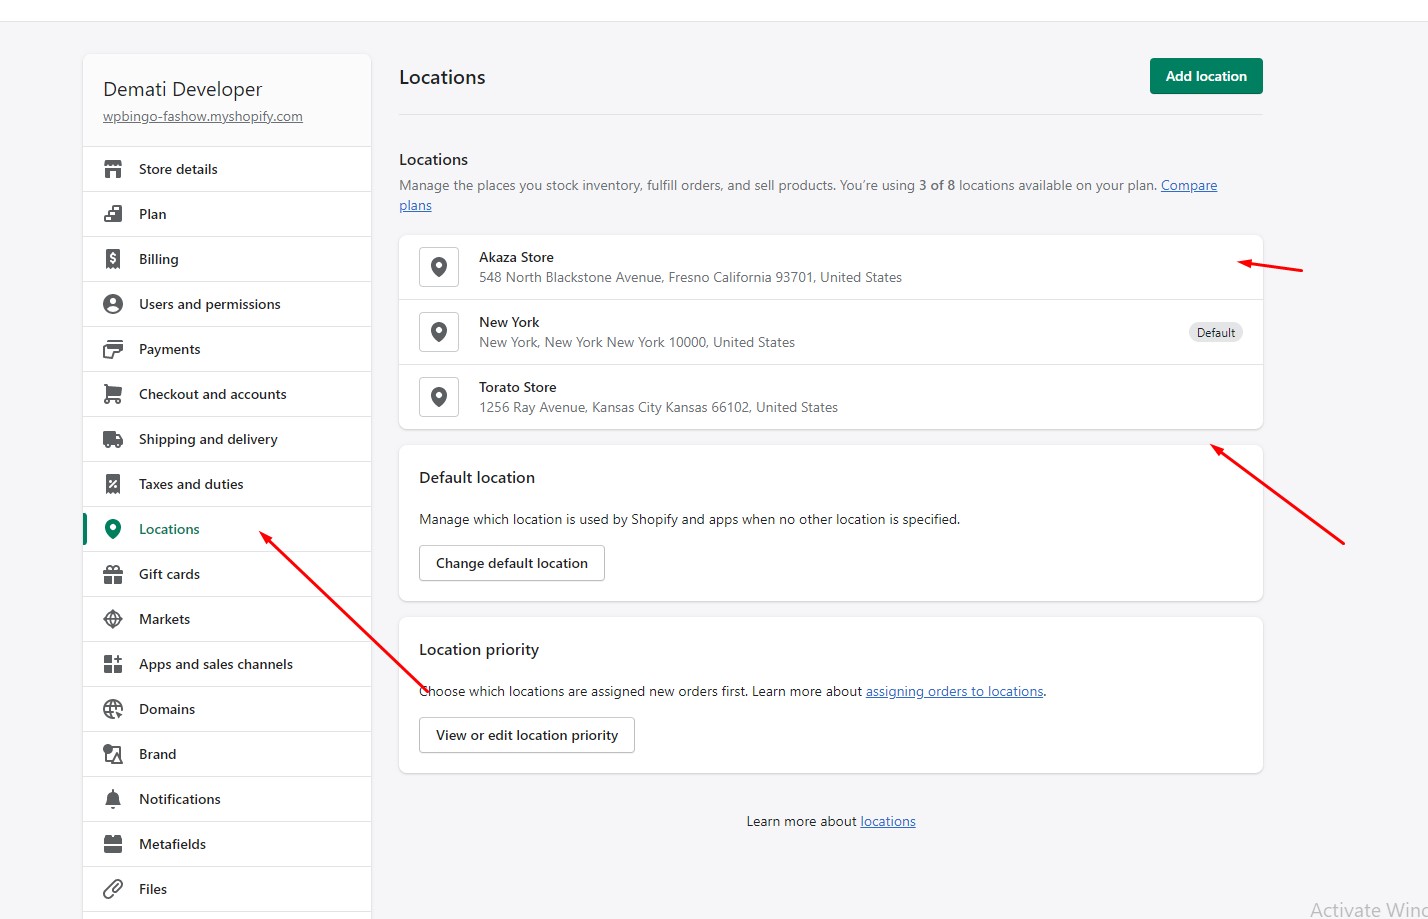 Demati Developer
wpbingo-fashow.myshopify.com
Store details
Plan
Billing
Users and permissions
Payments
Checkout and accounts
Shipping and delivery
Taxes and duties
Locations
Gift cards
Markets
Apps and sales channels
Domains
Brand
Notifications
Metafields
Files
Locations
Add location
Locations
Manage the places you stock inventory, fulfill orders, and sell products. You’re using 3 of 8 locations available on your plan. Compare
plans
Akaza Store
548 North Blackstone Avenue, Fresno California 93701, United States
New York
New York, New York New York 10000, United States
Default
Torato Store
1256 Ray Avenue, Kansas City Kansas 66102, United States
Default location
Manage which location is used by Shopify and apps when no other location is specified.
Change default location
Location priority
Choose which locations are assigned new orders first. Learn more about assigning orders to locations.
View or edit location priority
Learn more about locations
Activate Wind